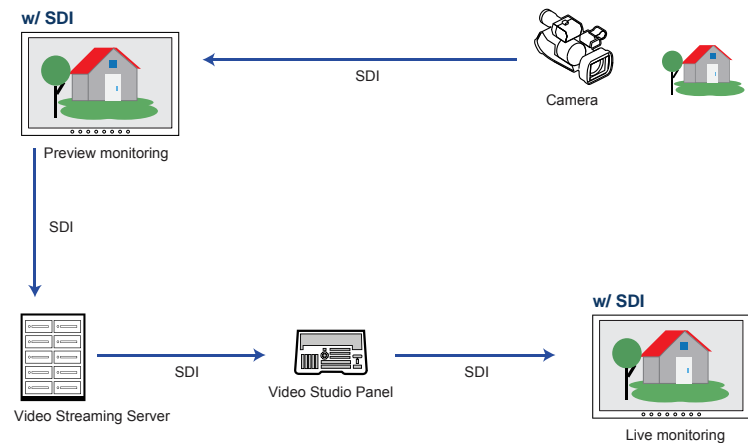 w/ SDI
SDI
Camera
Preview monitoring
SDI
w/ SDI
SDI
Video Studio Panel
SDI
Video Streaming Server
Live monitoring